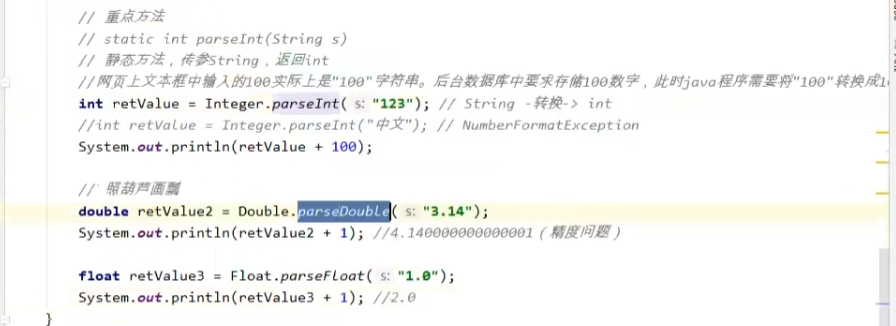 // 重点方法
// static int parseInt(String s)
// 静态方法，传参String，返回int
//网页上文本框中输入的100实际上是"100"字符串。后台数据库中要求存储100数字，此时java程序需要将"100"转换成1
int retValue = Integer.parseInt( s: "123"); // String -转换-> int
//int retValue = Integer.parseInt("中文"); // NumberFormatException
System.out.println(retValue + 100);
// 照葫芦画瓢
double retValue2 = Double.parseDouble( s: "3.14");
System.out.println(retValue2 + 1); //4.140000000000001（精度问题）
float retValue3 = Float.parseFloat( s: "1.0");
System.out.println(retValue3 + 1); //2.0
}